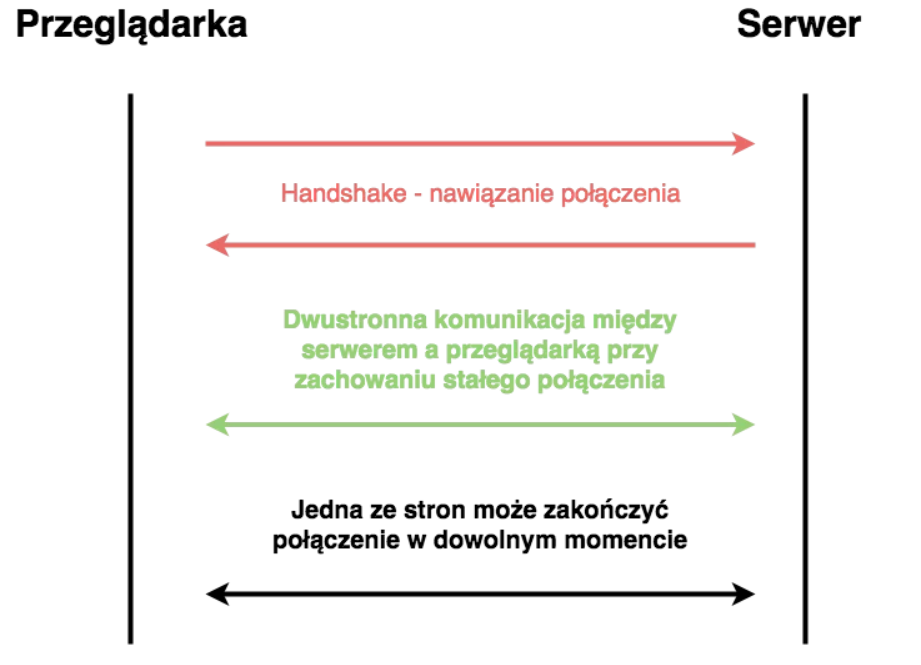 Przeglądarka
Serwer
Handshake - nawiązanie połączenia
Dwustronna komunikacja między
serwerem a przeglądarką przy
zachowaniu stałego połączenia
Jedna ze stron może zakończyć
połączenie w dowolnym momencie